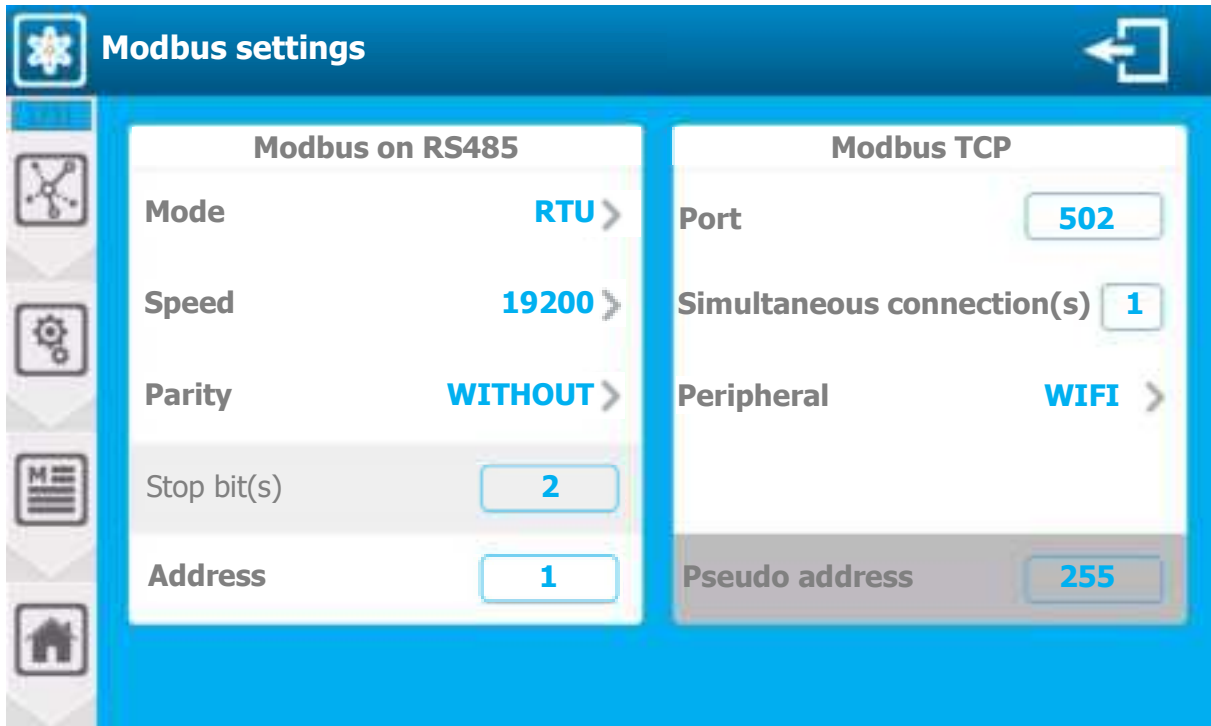 Modbus settings
Modbus on RS485
Mode RTU
Speed 19200
Parity WITHOUT
Stop bit(s) 2
Address 1
Modbus TCP
Port 502
Simultaneous connection(s) 1
Peripheral WIFI
Pseudo address 255
M